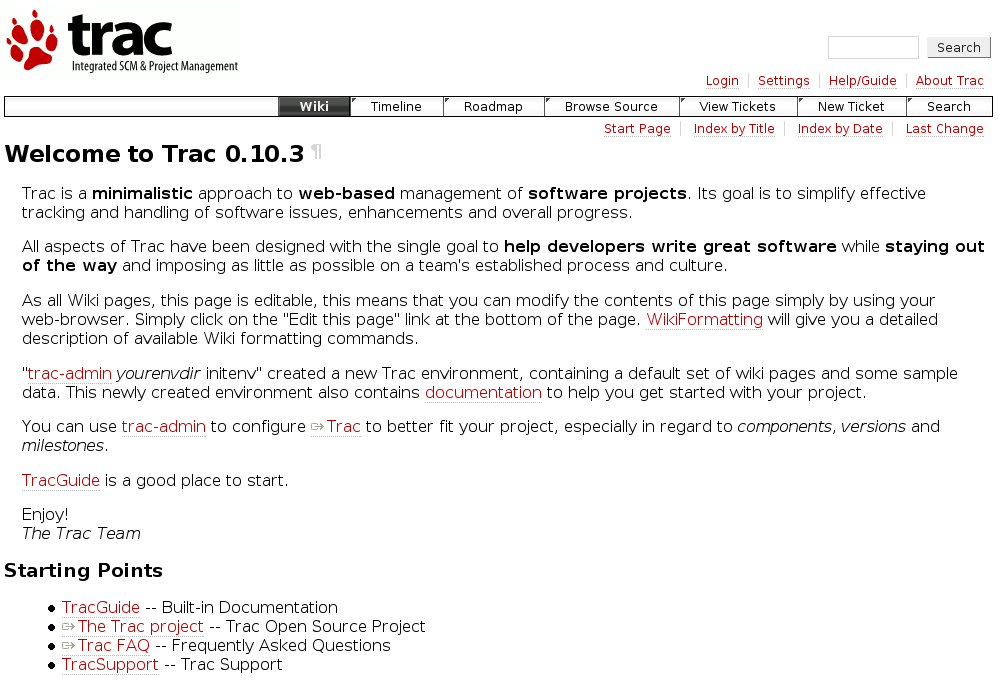 trac
Integrated SCM & Project Management
Search
Login Settings Help/Guide About Trac
Wiki Timeline Roadmap Browse Source View Tickets New Ticket Search
Start Page Index by Title Index by Date Last Change
Welcome to Trac 0.10.3 ¶
Trac is a minimalistic approach to web-based management of software projects. Its goal is to simplify effective
tracking and handling of software issues, enhancements and overall progress.
All aspects of Trac have been designed with the single goal to help developers write great software while staying out
of the way and imposing as little as possible on a team's established process and culture.
As all Wiki pages, this page is editable, this means that you can modify the contents of this page simply by using your
web-browser. Simply click on the "Edit this page" link at the bottom of the page. WikiFormatting will give you a detailed
description of available Wiki formatting commands.
"trac-admin yourenvdir initenv" created a new Trac environment, containing a default set of wiki pages and some sample
data. This newly created environment also contains documentation to help you get started with your project.
You can use trac-admin to configure Trac to better fit your project, especially in regard to components, versions and
milestones.
TracGuide is a good place to start.
Enjoy!
The Trac Team
Starting Points
TracGuide -- Built-in Documentation
The Trac project -- Trac Open Source Project
Trac FAQ -- Frequently Asked Questions
TracSupport -- Trac Support